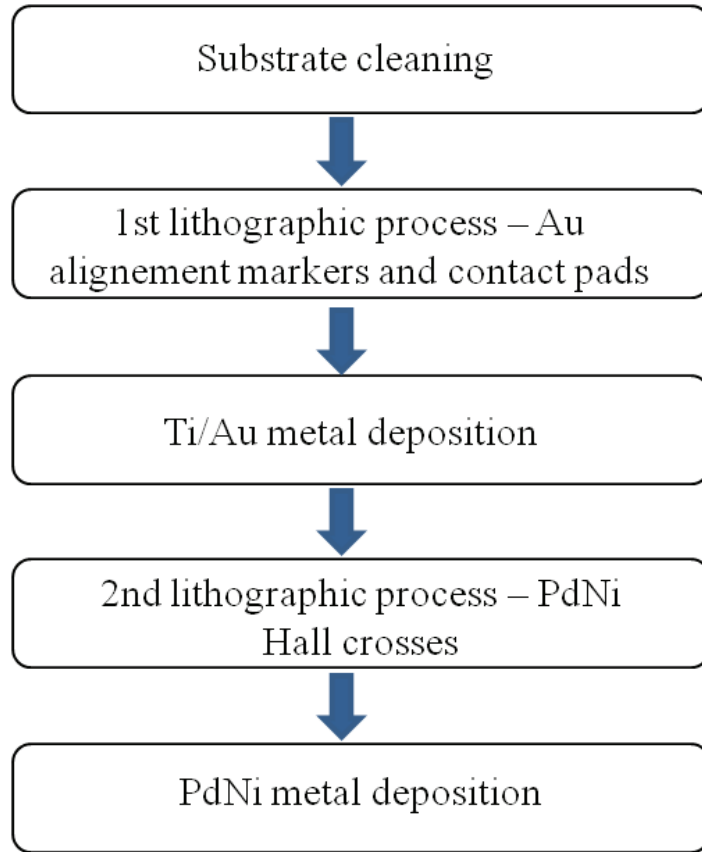 Substrate cleaning
1st lithographic process – Au
alignement markers and contact pads
Ti/Au metal deposition
2nd lithographic process – PdNi
Hall crosses
PdNi metal deposition